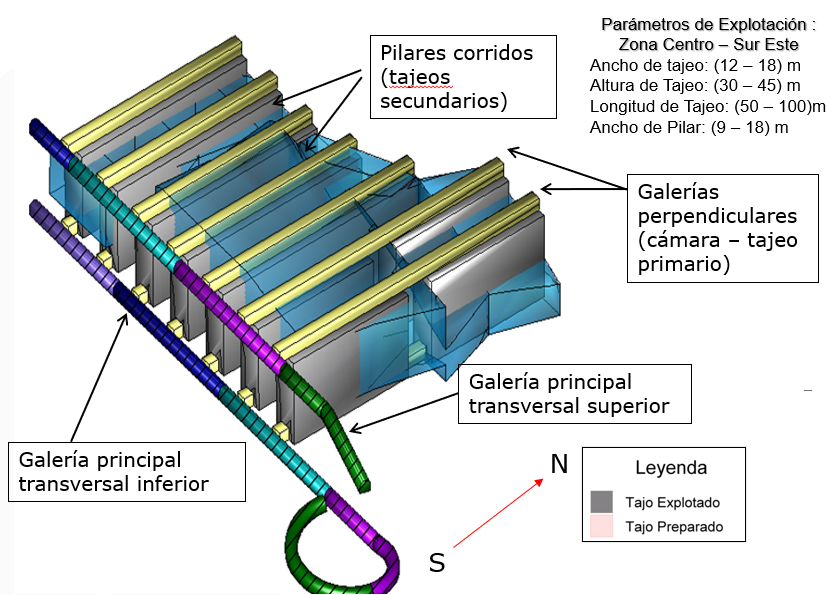 Parámetros de Explotación :
Zona Centro – Sur Este
Ancho de tajeo: (12 – 18) m
Altura de Tajeo: (30 – 45) m
Longitud de Tajeo: (50 – 100)m
Ancho de Pilar: (9 – 18) m
Pilares corridos
(tajeos
secundarios)
Galerías
perpendiculares
(cámara – tajeo
primario)
Galería principal
transversal superior
Galería principal
transversal inferior
N
S
Leyenda
Tajo Explotado
Tajo Preparado